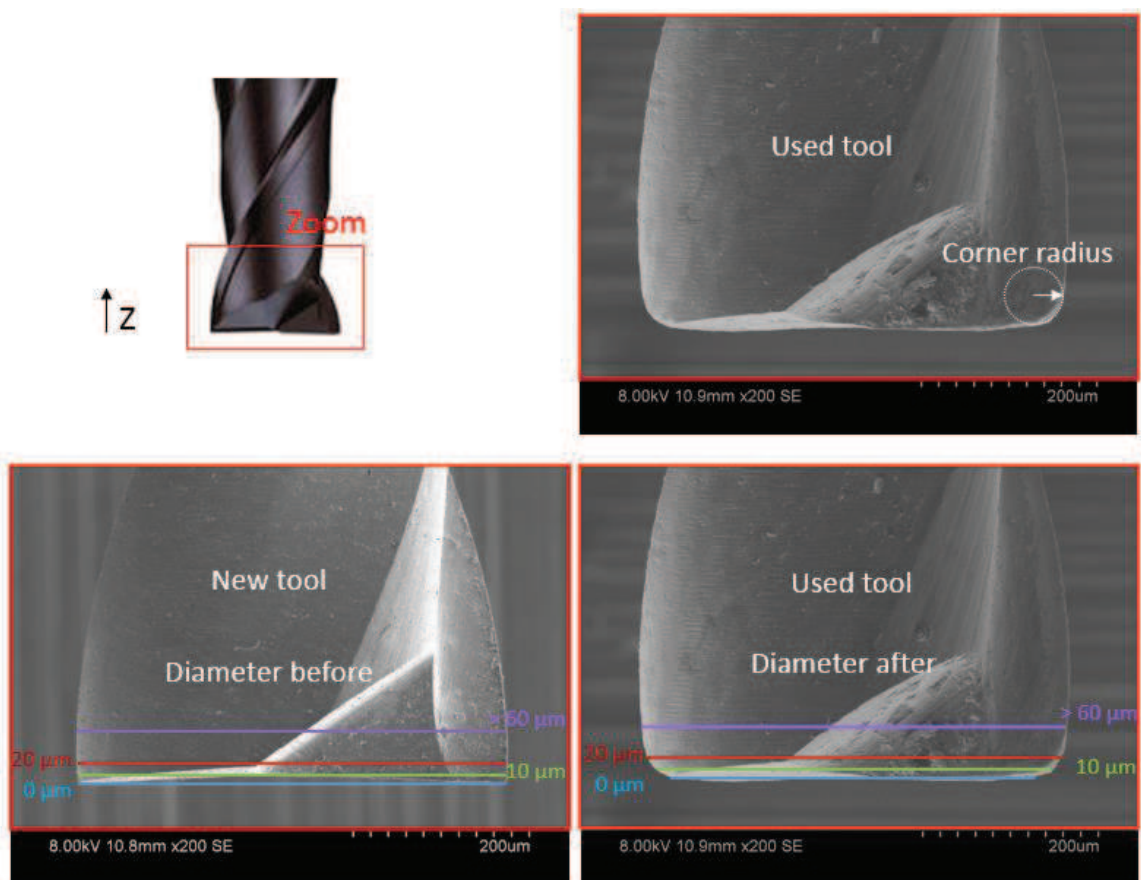 Zoom
Z
Used tool
Corner radius
8.00kV 10.9mm x200 SE
200um
New tool
Diameter before
> 60 µm
20 µm
10 µm
0 µm
8.00kV 10.8mm x200 SE
200um
Used tool
Diameter after
> 60 µm
20 µm
10 µm
0 µm
8.00kV 10.9mm x200 SE
200um